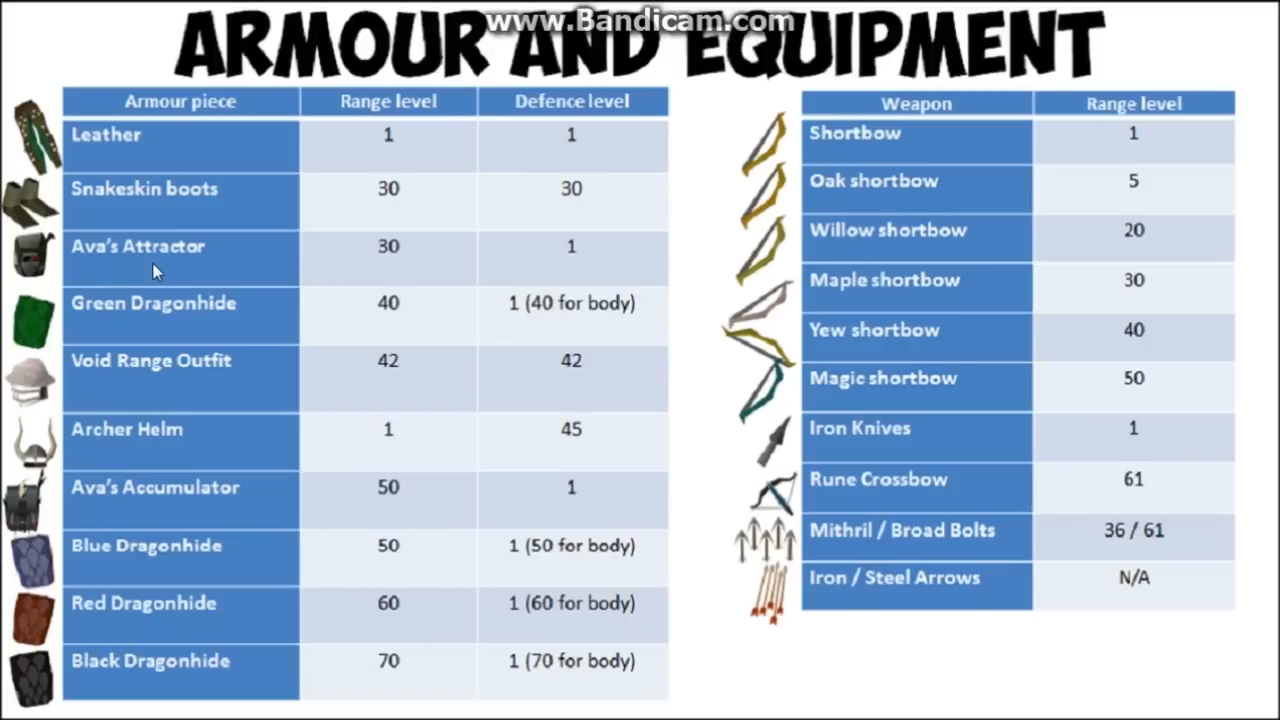 www.Bandicam.com
ARMOUR AND EQUIPMENT
Armour piece Range level Defence level
Leather 1 1
Snakeskin boots 30 30
Ava's Attractor 30 1
Green Dragonhide 40 1 (40 for body)
Void Range Outfit 42 42
Archer Helm 1 45
Ava's Accumulator 50 1
Blue Dragonhide 50 1 (50 for body)
Red Dragonhide 60 1 (60 for body)
Black Dragonhide 70 1 (70 for body)
Weapon Range level
Shortbow 1
Oak shortbow 5
Willow shortbow 20
Maple shortbow 30
Yew shortbow 40
Magic shortbow 50
Iron Knives 1
Rune Crossbow 61
Mithril / Broad Bolts 36 / 61
Iron / Steel Arrows N/A